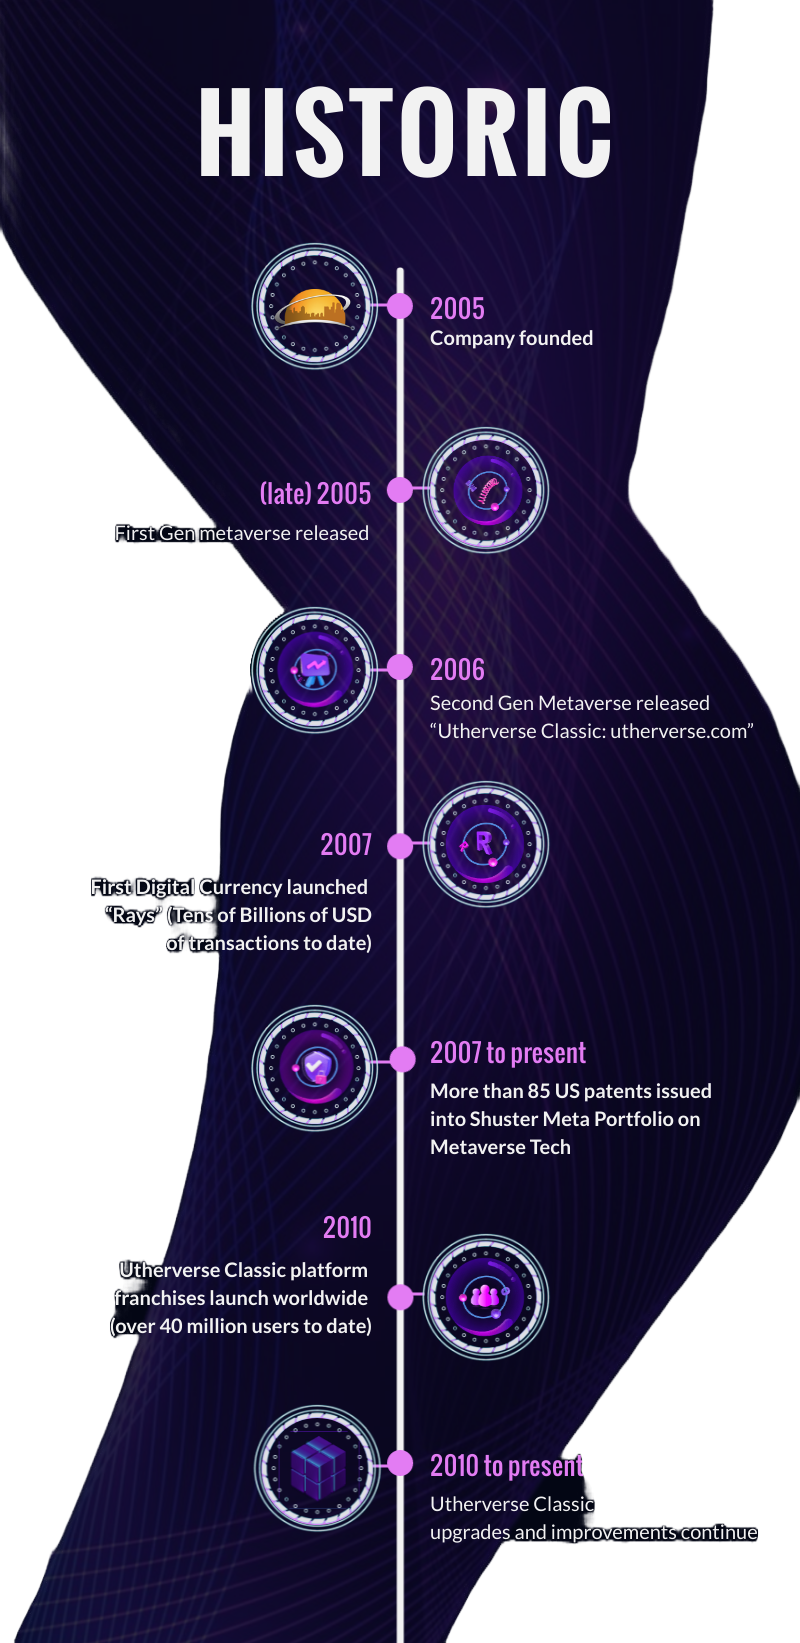 HISTORIC
2005
Company founded
(late) 2005
First Gen metaverse released
2006
Second Gen Metaverse released
“Utherverse Classic: utherverse.com”
2007
First Digital Currency launched
“Rays” (Tens of Billions of USD
of transactions to date)
2007 to present
More than 85 US patents issued
into Shuster Meta Portfolio on
Metaverse Tech
2010
Utherverse Classic platform
franchises launch worldwide
(over 40 million users to date)
2010 to present
Utherverse Classic
upgrades and improvements continue